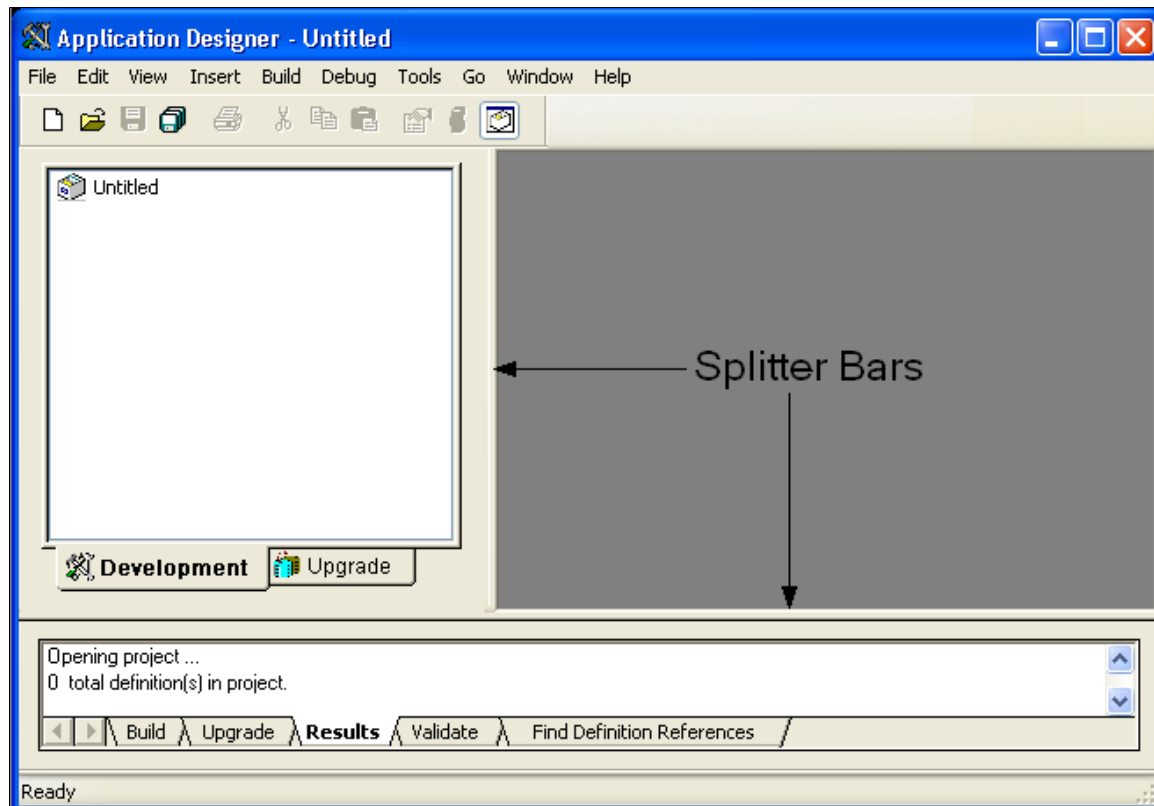 Application Designer - Untitled
File Edit View Insert Build Debug Tools Go Window Help
Untitled
Splitter Bars
Development Upgrade
Opening project ...
0 total definition(s) in project.
Build Upgrade Results Validate Find Definition References
Ready